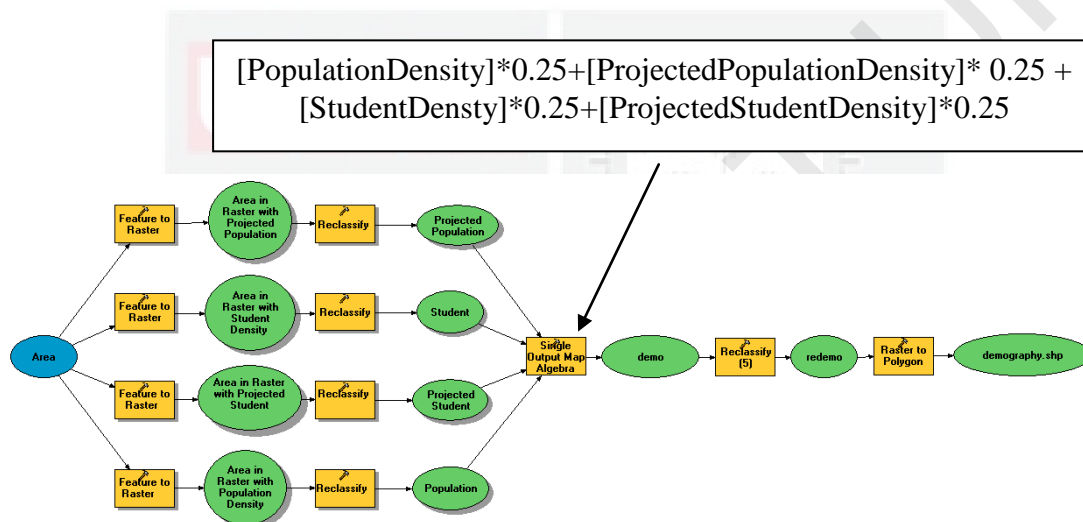 [PopulationDensity]*0.25+[ProjectedPopulationDensity]* 0.25 +
[StudentDensty]*0.25+[ProjectedStudentDensity]*0.25
Feature to
Raster
Area in
Raster with
Projected
Population
Reclassify
Projected
Population
Feature to
Raster
Area in
Raster with
Student
Density
Reclassify
Student
Area
Single
Output Map
Algebra
demo
Reclassify
(5)
redemo
Raster to
Polygon
demography.shp
Feature to
Raster
Area in Raster
with Projected
Student
Reclassify
Projected
Student
Feature to
Raster
Area in
Raster with
Population
Density
Reclassify
Population